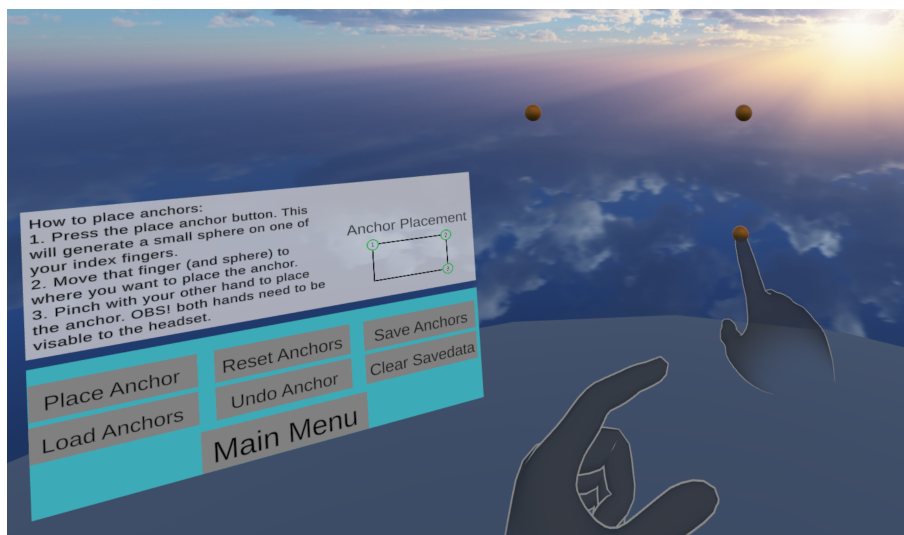 How to place anchors:
1. Press the place anchor button. This
will generate a small sphere on one of
your index fingers.
2. Move that finger (and sphere) to
where you want to place the anchor.
3. Pinch with your other hand to place
the anchor. OBS! both hands need to be
visable to the headset.
Anchor Placement
1
2
3
Place Anchor
Reset Anchors
Save Anchors
Load Anchors
Undo Anchor
Clear Savedata
Main Menu